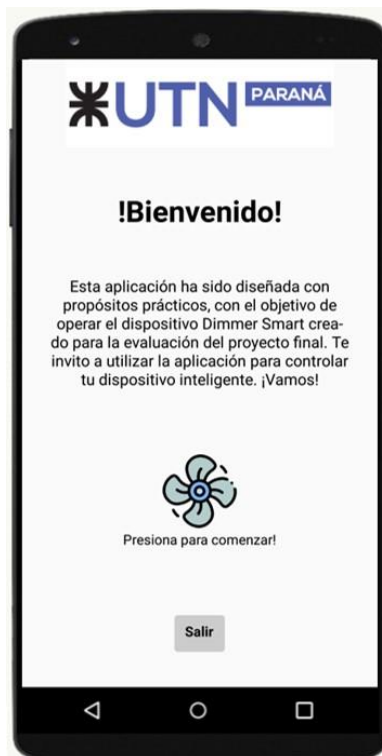 UTN PARANÁ
!Bienvenido!
Esta aplicación ha sido diseñada con
propósitos prácticos, con el objetivo de
operar el dispositivo Dimmer Smart crea-
do para la evaluación del proyecto final. Te
invito a utilizar la aplicación para controlar
tu dispositivo inteligente. ¡Vamos!
Presiona para comenzar!
Salir